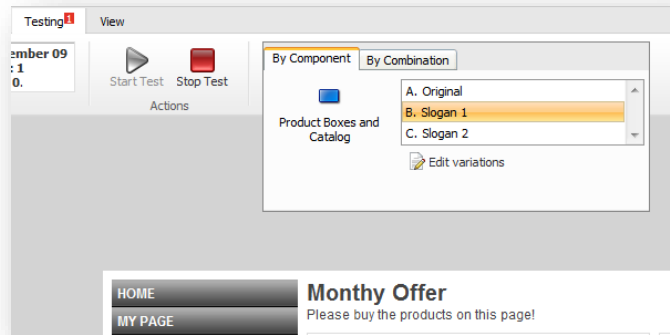 Testing 1 View
ember 09
: 1
0.
Start Test Stop Test
Actions
By Component By Combination
Product Boxes and
Catalog
A. Original
B. Slogan 1
C. Slogan 2
Edit variations
HOME
MY PAGE
Monthy Offer
Please buy the products on this page!